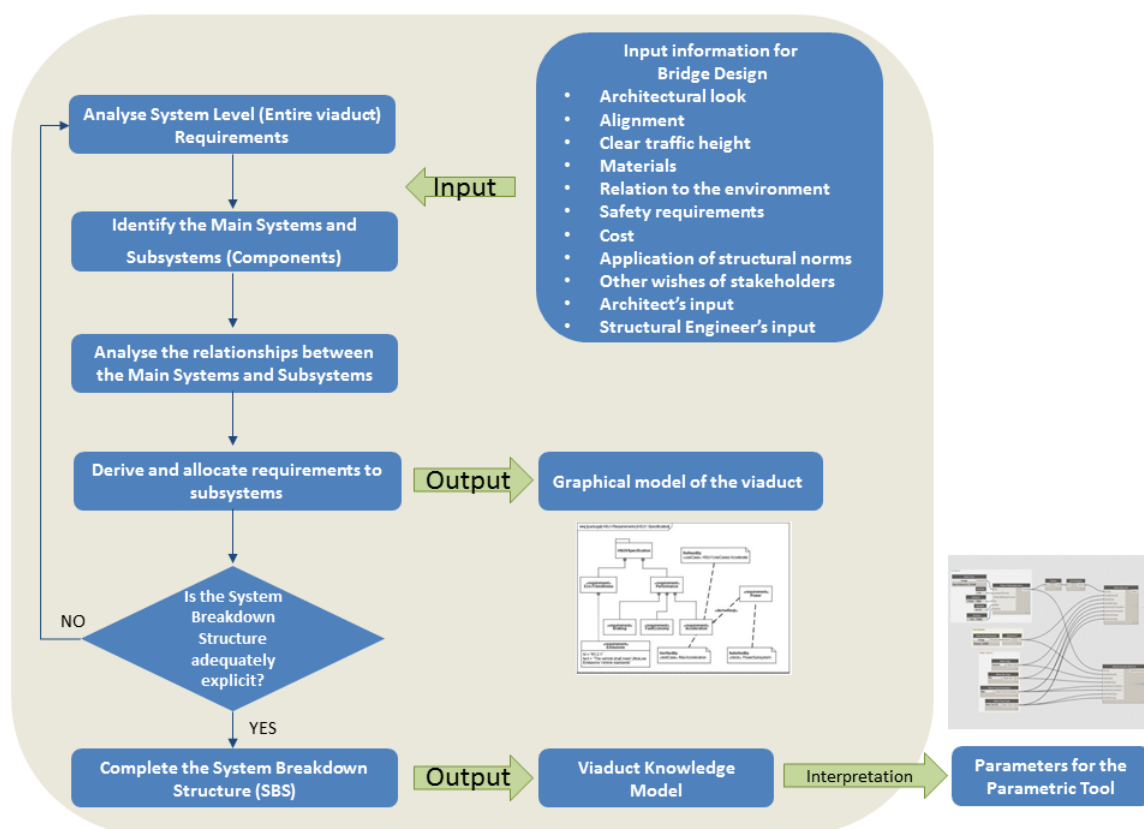 Input information for
Bridge Design
• Architectural look
• Alignment
• Clear traffic height
• Materials
• Relation to the environment
• Safety requirements
• Cost
• Application of structural norms
• Other wishes of stakeholders
• Architect's input
• Structural Engineer's input
Analyse System Level (Entire viaduct)
Requirements
Input
Identify the Main Systems and
Subsystems (Components)
Analyse the relationships between
the Main Systems and Subsystems
Derive and allocate requirements to
subsystems
Output
Graphical model of the viaduct
Is the System
Breakdown
Structure
adequately
explicit?
NO
YES
Complete the System Breakdown
Structure (SBS)
Output
Viaduct Knowledge
Model
Interpretation
Parameters for the
Parametric Tool